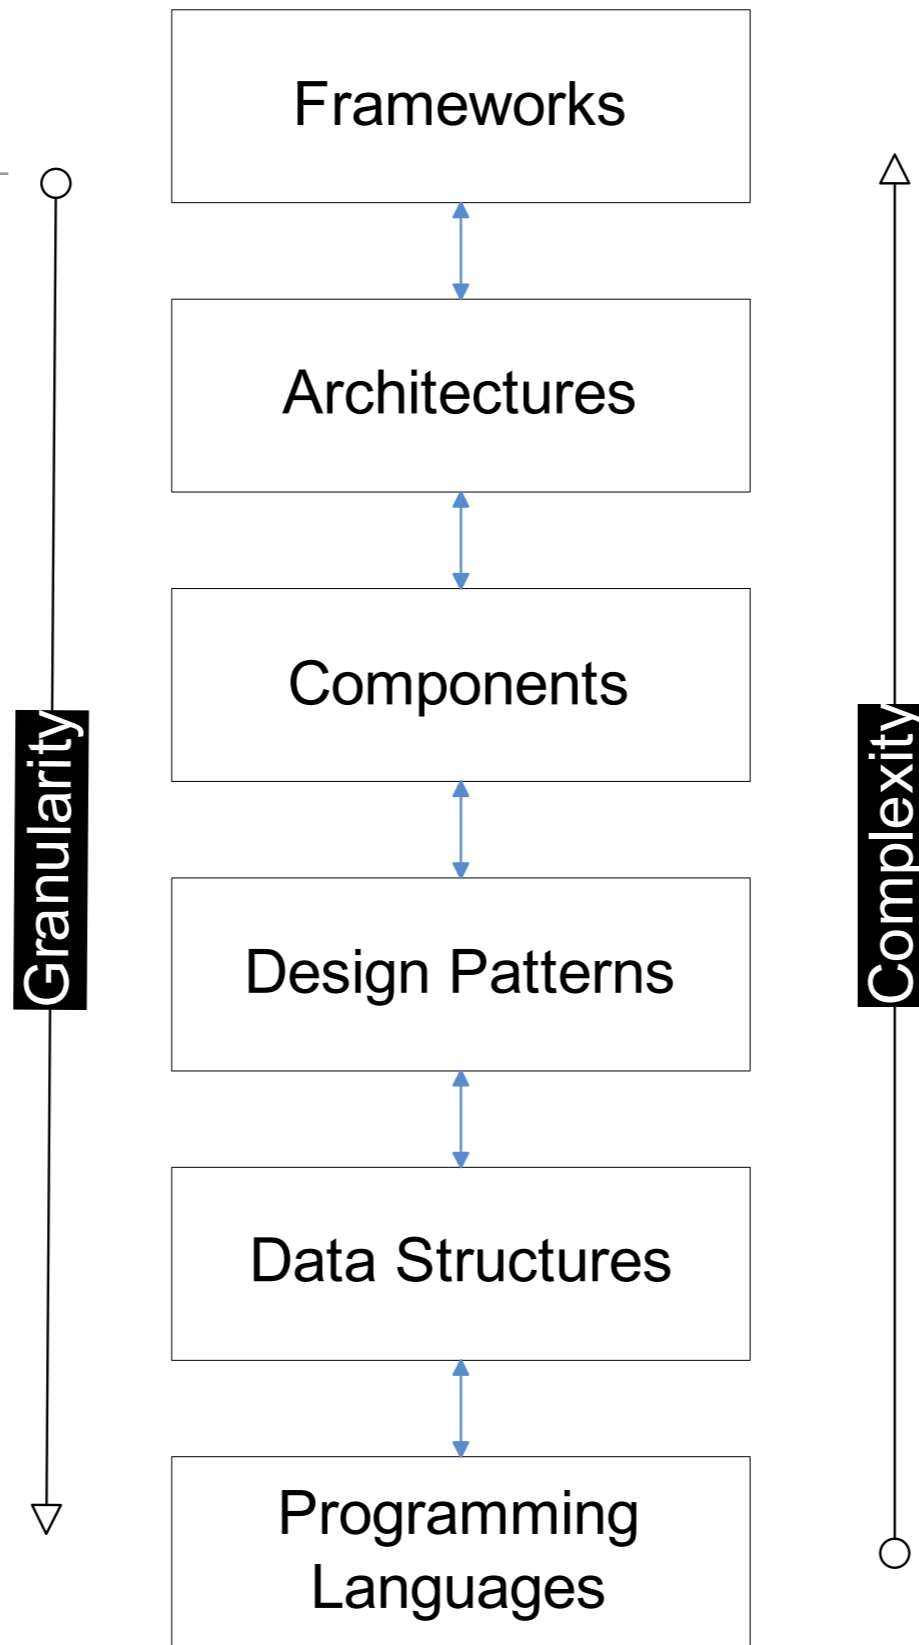 Frameworks
Architectures
Components
Granularity
Complexity
Design Patterns
Data Structures
Programming
Languages